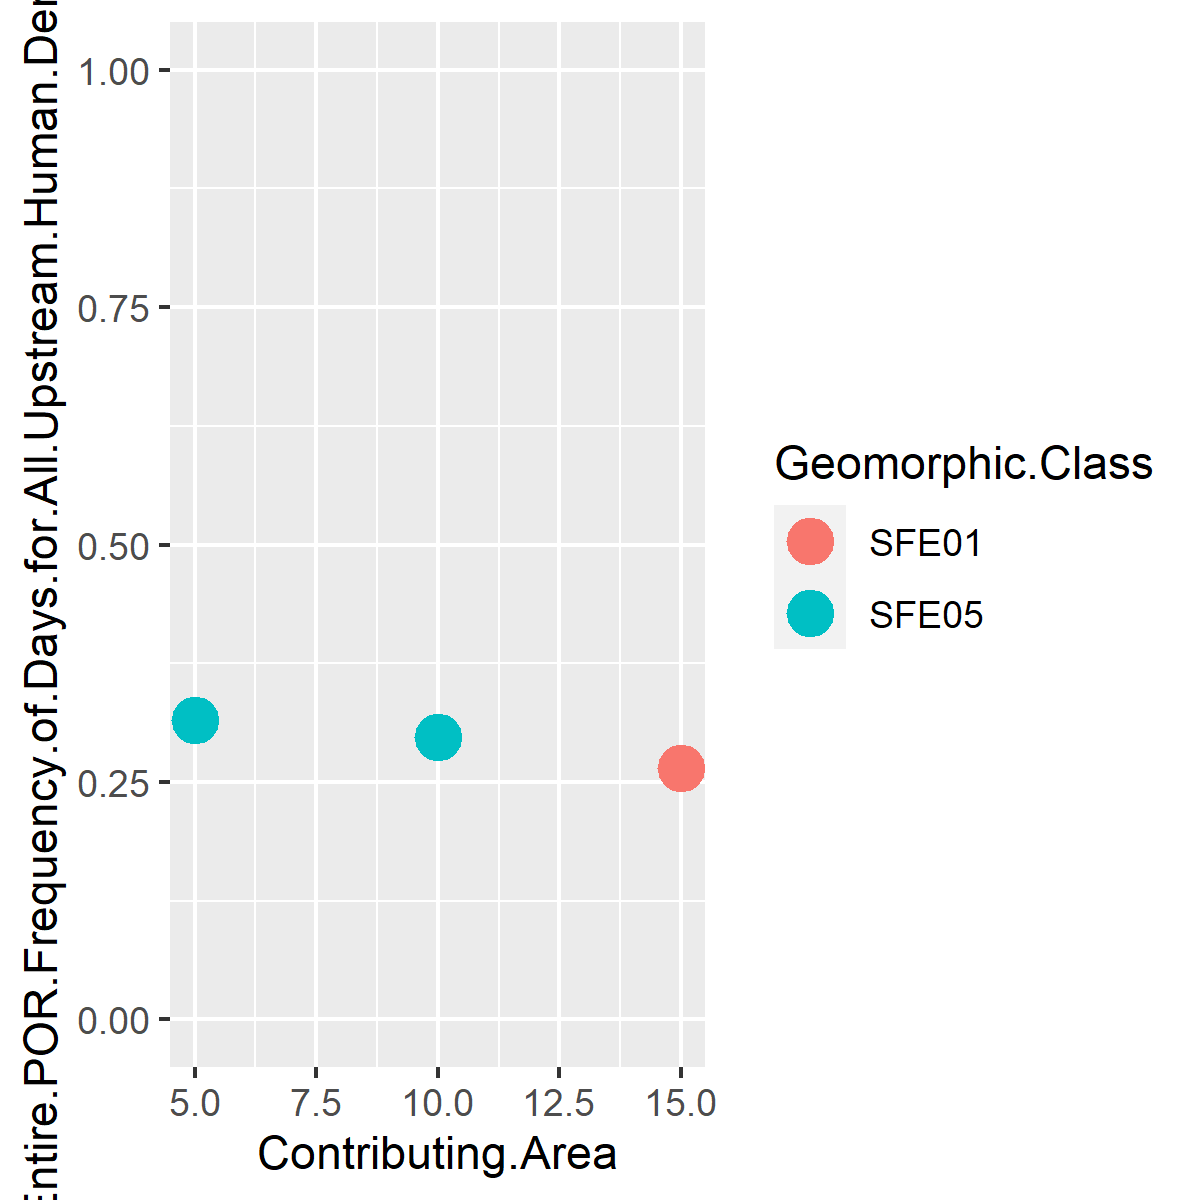 Entire.POR.Frequency.of.Days.for.All.Upstream.Human.Der
1.00
0.75
0.50
0.25
0.00
5.0 7.5 10.0 12.5 15.0
Contributing.Area
Geomorphic.Class
SFE01
SFE05